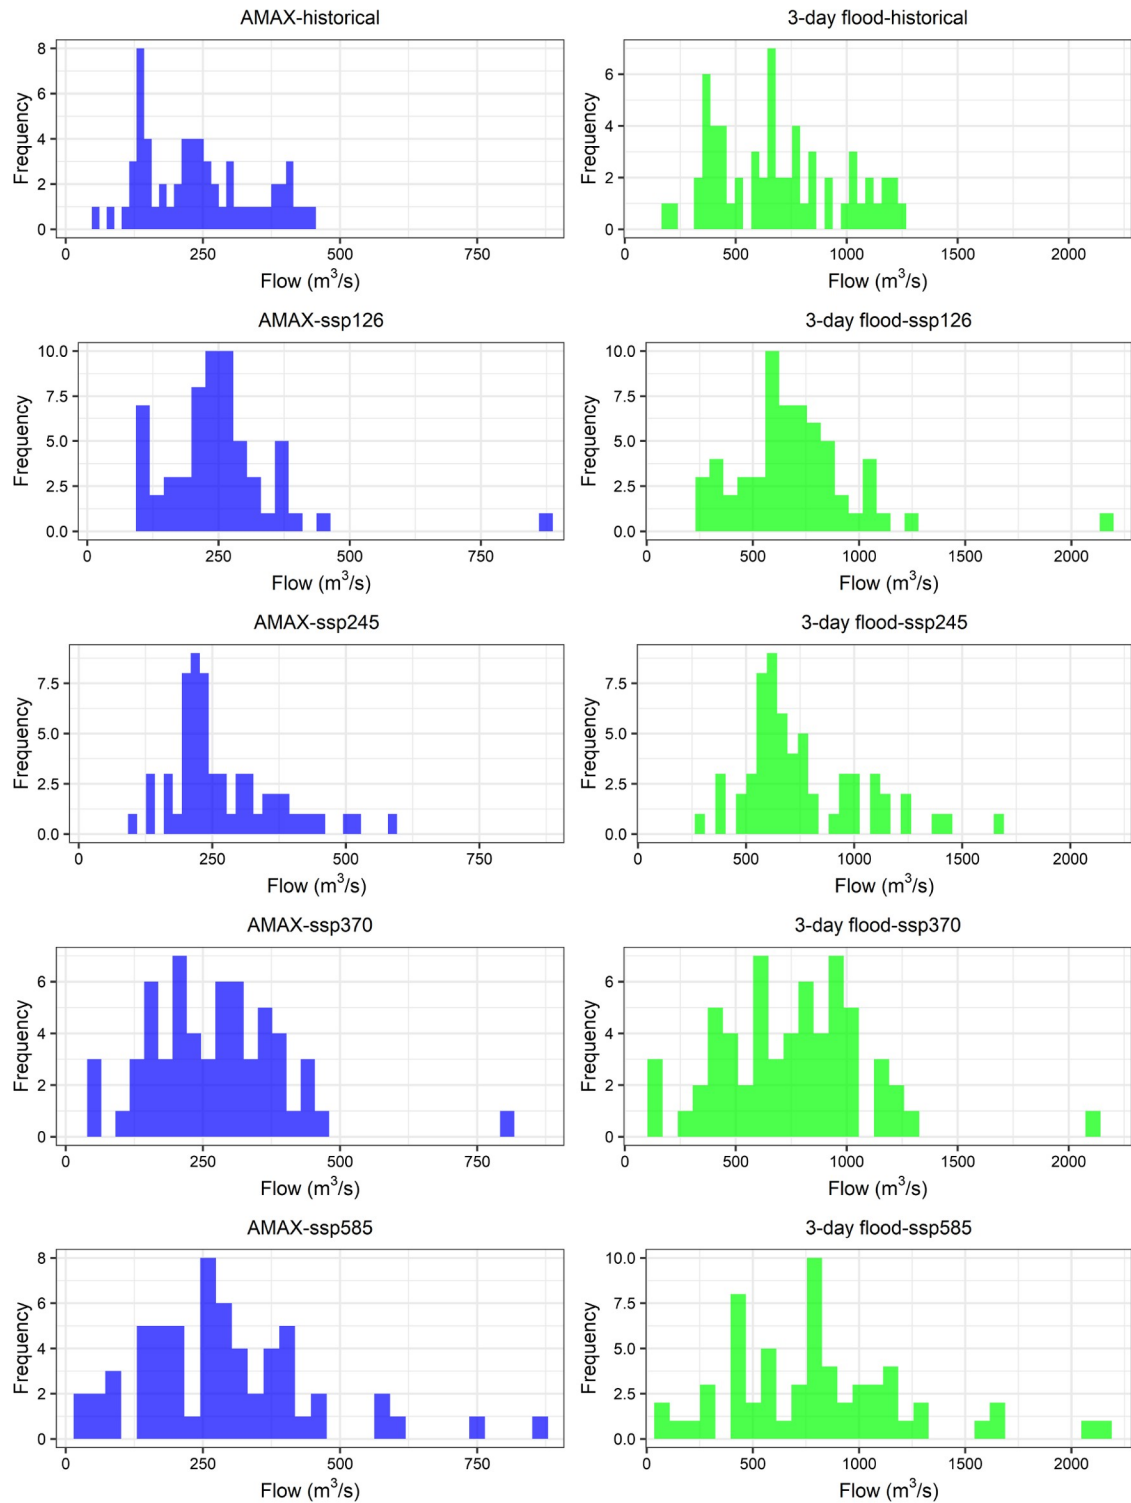 AMAX-historical
8
6
4
2
0
Frequency
0 250 500 750
Flow (m³/s)
3-day flood-historical
6
4
2
0
Frequency
0 500 1000 1500 2000
Flow (m³/s)
AMAX-ssp126
10.0
7.5
5.0
2.5
0.0
Frequency
0 250 500 750
Flow (m³/s)
3-day flood-ssp126
10.0
7.5
5.0
2.5
0.0
Frequency
0 500 1000 1500 2000
Flow (m³/s)
AMAX-ssp245
7.5
5.0
2.5
0.0
Frequency
0 250 500 750
Flow (m³/s)
3-day flood-ssp245
7.5
5.0
2.5
0.0
Frequency
0 500 1000 1500 2000
Flow (m³/s)
AMAX-ssp370
6
4
2
0
Frequency
0 250 500 750
Flow (m³/s)
3-day flood-ssp370
6
4
2
0
Frequency
0 500 1000 1500 2000
Flow (m³/s)
AMAX-ssp585
8
6
4
2
0
Frequency
0 250 500 750
Flow (m³/s)
3-day flood-ssp585
10.0
7.5
5.0
2.5
0.0
Frequency
0 500 1000 1500 2000
Flow (m³/s)